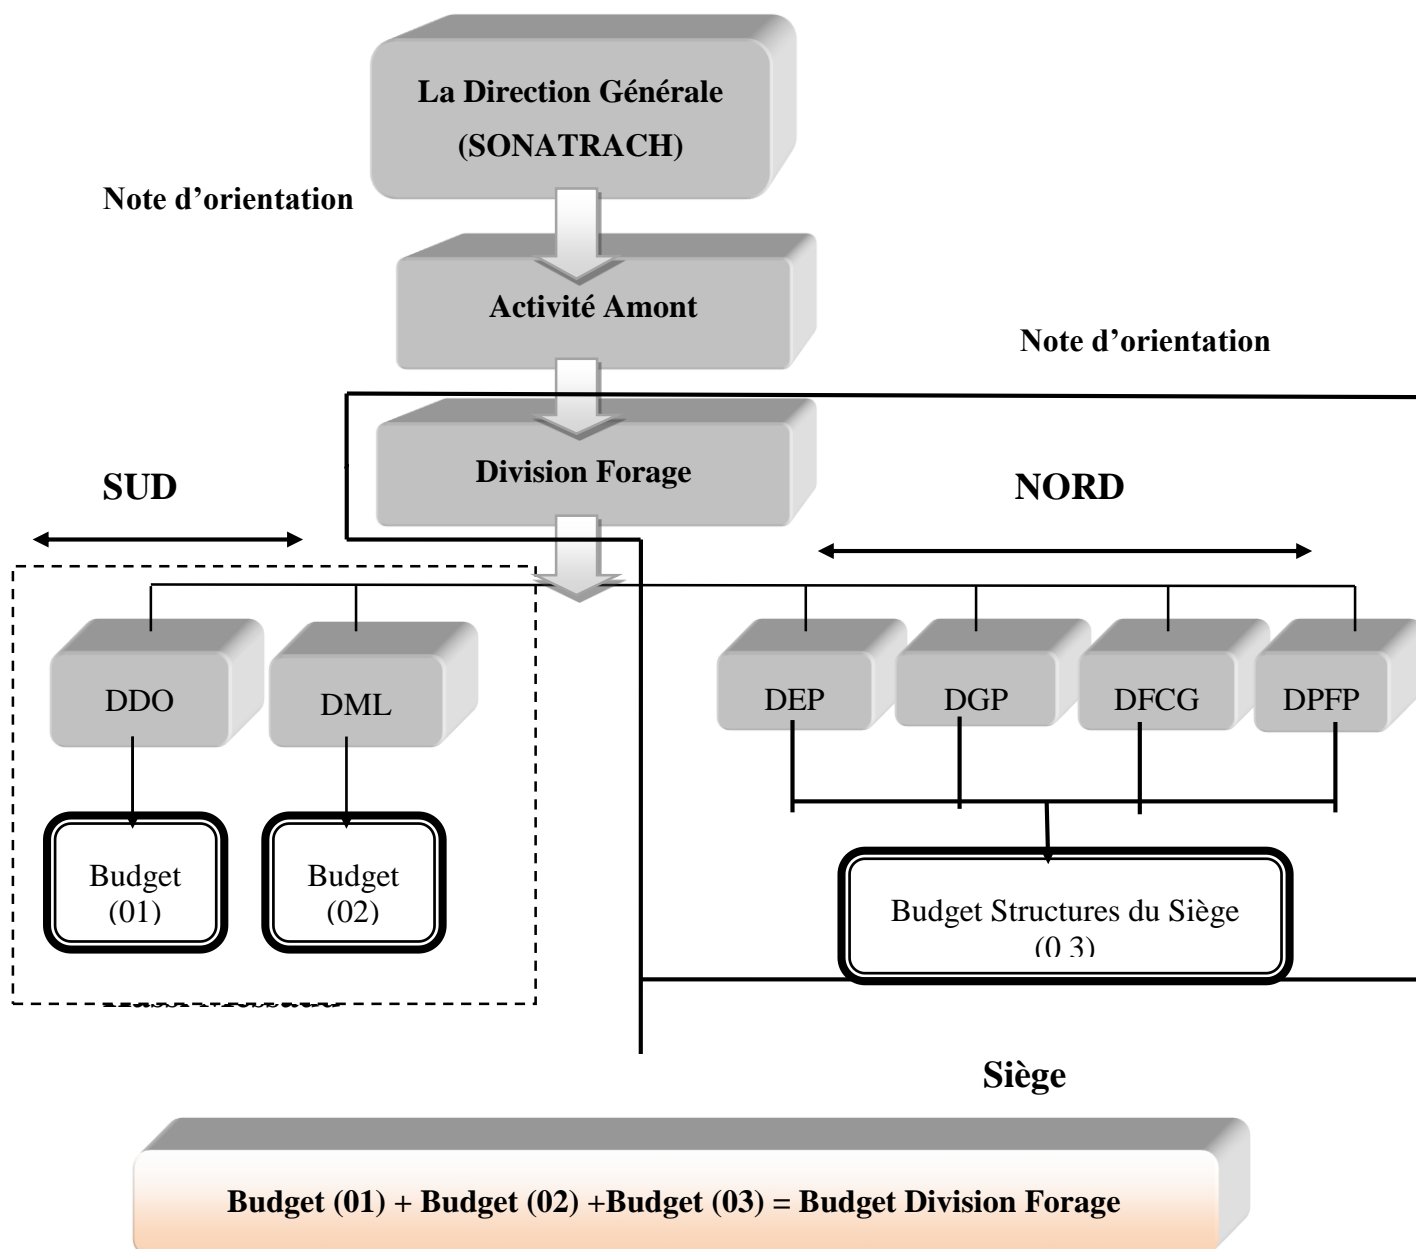 La Direction Générale
(SONATRACH)
Note d’orientation
Activité Amont
Note d’orientation
Division Forage
SUD
NORD
DDO
DML
DEP
DGP
DFCG
DPFP
Budget
(01)
Budget
(02)
Budget Structures du Siège
(0 3)
Siège
Budget (01) + Budget (02) +Budget (03) = Budget Division Forage